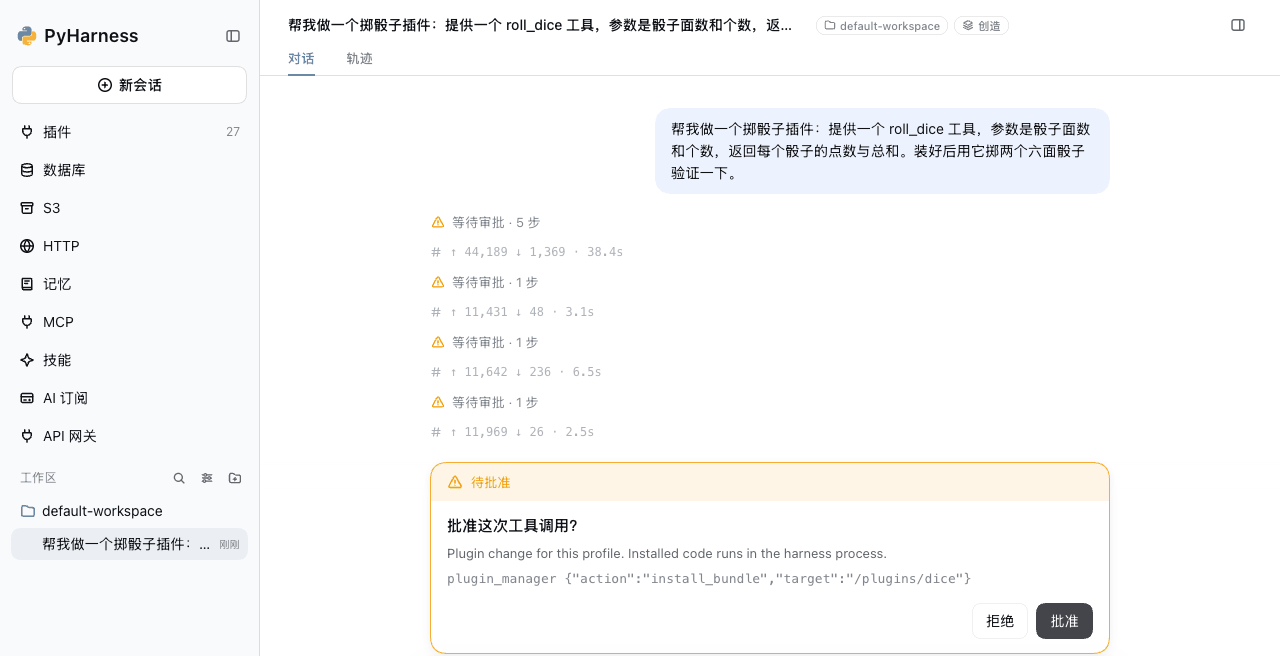 PyHarness
新会话
插件 27
数据库
S3
HTTP
记忆
MCP
技能
AI 订阅
API 网关
工作区
default-workspace
帮我做一个掷骰子插件： ... 刚刚
帮我做一个掷骰子插件：提供一个 roll_dice 工具，参数是骰子面数和个数，返...
default-workspace
创造
对话 轨迹
帮我做一个掷骰子插件：提供一个 roll_dice 工具，参数是骰子面数
和个数，返回每个骰子的点数与总和。装好后用它掷两个六面骰子
验证一下。
等待审批 · 5 步
# ↑ 44,189 ↓ 1,369 · 38.4s
等待审批 · 1 步
# ↑ 11,431 ↓ 48 · 3.1s
等待审批 · 1 步
# ↑ 11,642 ↓ 236 · 6.5s
等待审批 · 1 步
# ↑ 11,969 ↓ 26 · 2.5s
待批准
批准这次工具调用?
Plugin change for this profile. Installed code runs in the harness process.
plugin_manager {"action":"install_bundle","target":"/plugins/dice"}
拒绝 批准